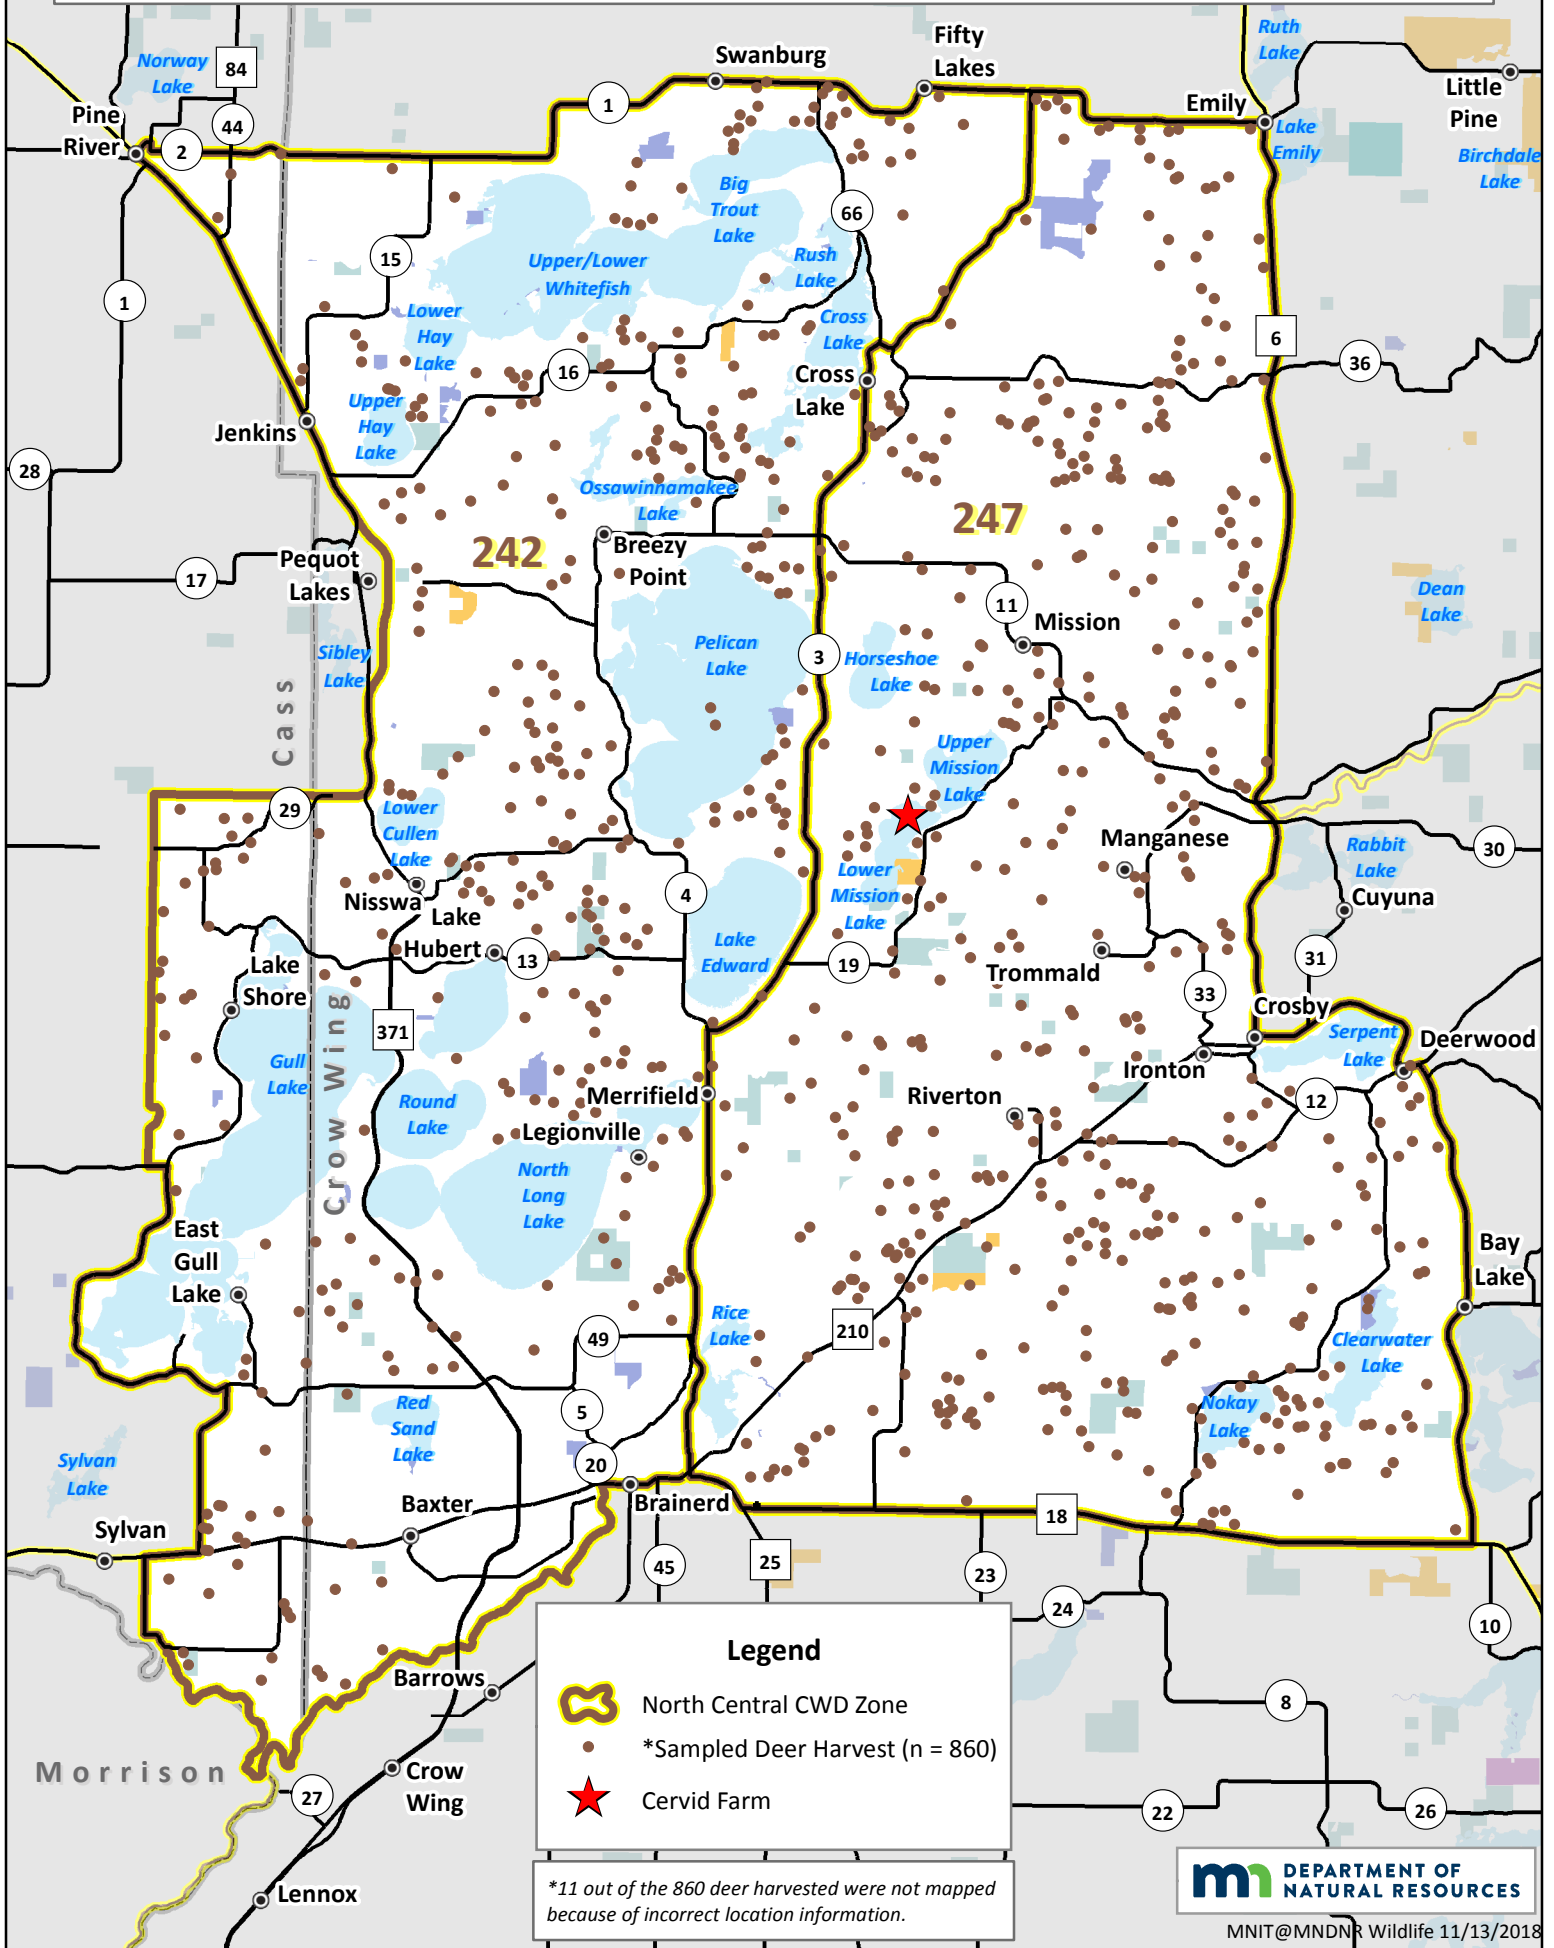 Norway
Lake
84
Pine
River
2
44
1
Swanburg
Fifty
Lakes
Ruth
Lake
Little
Pine
Emily
Lake
Emily
Birchdale
Lake
Big
Trout
Lake
66
15
Upper/Lower
Whitefish
Rush
Lake
1
Lower
Hay
Lake
Cross
Lake
6
36
16
Cross
Lake
Upper
Hay
Lake
Jenkins
28
Ossawinnamakee
Lake
247
242
Breezy
Point
Pequot
Lakes
17
11
Dean
Lake
Mission
Sibley
Lake
Pelican
Lake
3
Horseshoe
Lake
Cass
Upper
Mission
Lake
29
Lower
Cullen
Lake
Manganese
30
Rabbit
Lake
Lower
Mission
Lake
4
Nisswa
Cuyuna
Lake
Hubert
13
Lake
Edward
19
Trommald
31
Lake
Shore
33
Crosby
371
Serpent
Lake
Deerwood
Gull
Lake
Crow Wing
Ironton
Merrifield
Round
Lake
Riverton
12
Legionville
North
Long
Lake
East
Gull
Lake
Bay
Lake
Rice
Lake
210
49
Clearwater
Lake
Red
Sand
Lake
5
Nokay
Lake
Sylvan
Lake
20
Baxter
Brainerd
18
Sylvan
45
25
23
24
10
Legend
North Central CWD Zone
*Sampled Deer Harvest (n = 860)
Cervid Farm
Barrows
8
Morrison
Crow
Wing
27
22
26
Lennox
*11 out of the 860 deer harvested were not mapped
because of incorrect location information.
mn DEPARTMENT OF
NATURAL RESOURCES
MNIT@MNDNR Wildlife 11/13/2018